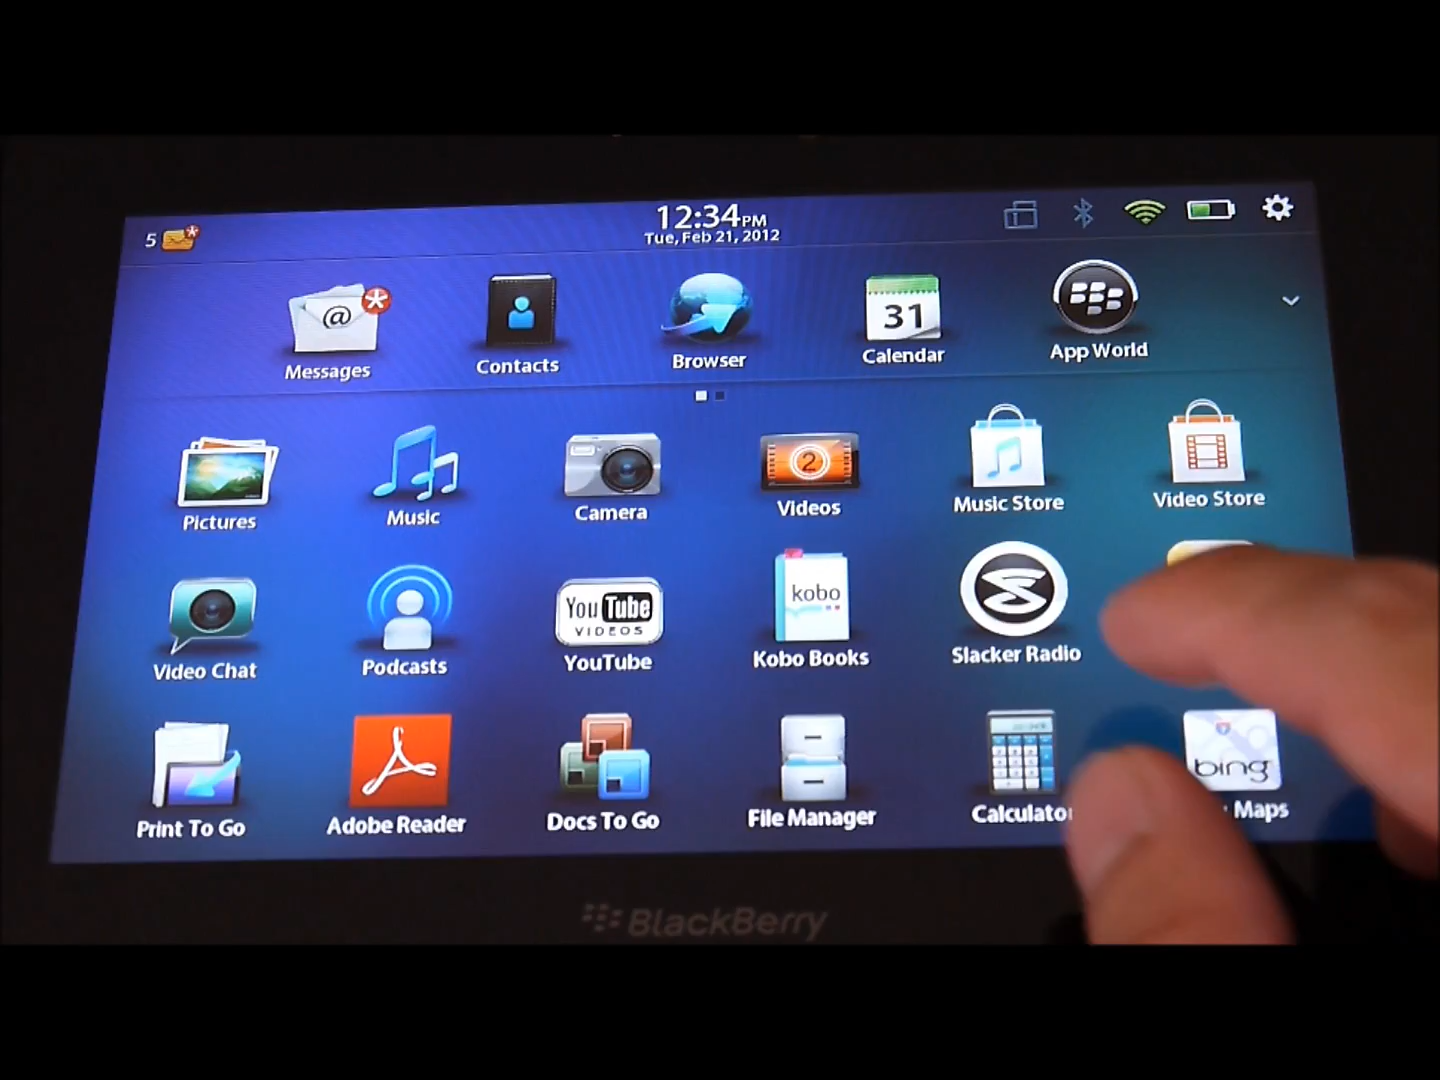 5
12:34PM
Tue, Feb 21, 2012
@
31
Messages
Contacts
Browser
Calendar
App World
2
Pictures
Music
Camera
Videos
Music Store
Video Store
You Tube
VIDEOS
kobo
Video Chat
Podcasts
YouTube
Kobo Books
Slacker Radio
bing
Print To Go
Adobe Reader
Docs To Go
File Manager
Calculato
Maps
BlackBerry